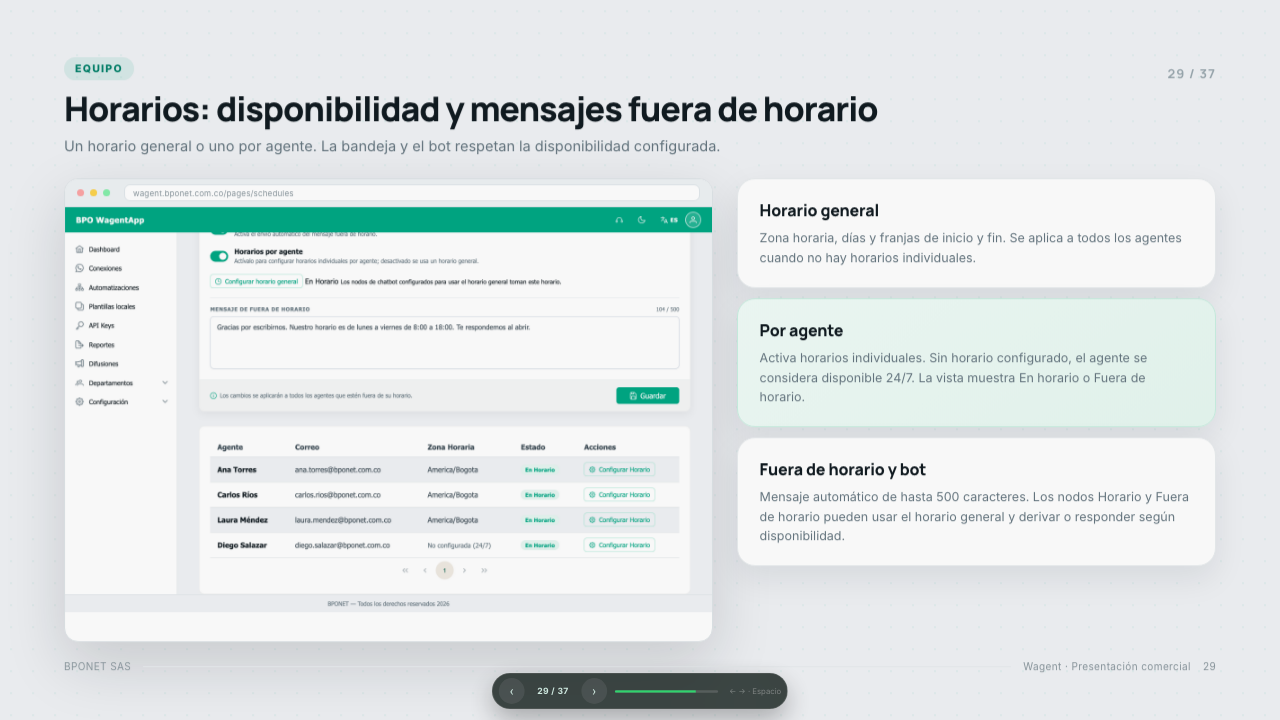 EQUIPO
29 / 37
Horarios: disponibilidad y mensajes fuera de horario
Un horario general o uno por agente. La bandeja y el bot respetan la disponibilidad configurada.
wagent.bponet.com.co/pages/schedules
BPO WagentApp
ES
Dashboard
Conexiones
Automatizaciones
Plantillas locales
API Keys
Reportes
Difusiones
Departamentos
Configuración
Activa el envío automático del mensaje fuera de horario.
Horarios por agente
Actívalo para configurar horarios individuales por agente; desactivado se usa un horario general.
Configurar horario general
En Horario Los nodos de chatbot configurados para usar el horario general toman este horario.
MENSAJE DE FUERA DE HORARIO
104 / 500
Gracias por escribirnos. Nuestro horario es de lunes a viernes de 8:00 a 18:00. Te respondemos al abrir.
Los cambios se aplicarán a todos los agentes que estén fuera de su horario.
Guardar
Agente Correo Zona Horaria Estado Acciones
Ana Torres ana.torres@bponet.com.co America/Bogota En Horario Configurar Horario
Carlos Ríos carlos.rios@bponet.com.co America/Bogota En Horario Configurar Horario
Laura Méndez laura.mendez@bponet.com.co America/Bogota En Horario Configurar Horario
Diego Salazar diego.salazar@bponet.com.co No configurada (24/7) En Horario Configurar Horario
« ‹ 1 › »
BPONET — Todos los derechos reservados 2026
Horario general
Zona horaria, días y franjas de inicio y fin. Se aplica a todos los agentes
cuando no hay horarios individuales.
Por agente
Activa horarios individuales. Sin horario configurado, el agente se
considera disponible 24/7. La vista muestra En horario o Fuera de
horario.
Fuera de horario y bot
Mensaje automático de hasta 500 caracteres. Los nodos Horario y Fuera
de horario pueden usar el horario general y derivar o responder según
disponibilidad.
BPONET SAS
Wagent · Presentación comercial 29
‹ 29 / 37 › ← → · Espacio